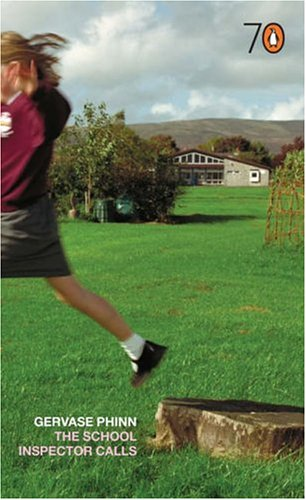 70
GERVASE PHINN
THE SCHOOL
INSPECTOR CALLS